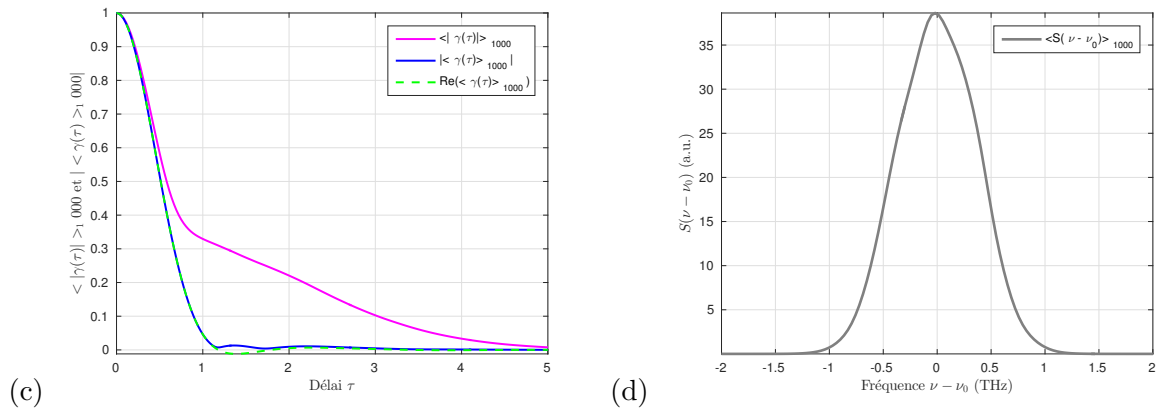 <| γ(τ)|> 1000
|< γ(τ)> 1000 |
Re(< γ(τ)> 1000 )
1
0.9
0.8
0.7
0.6
0.5
0.4
0.3
0.2
0.1
0
< |γ(τ)| >1 000 et | < γ(τ) >1 000|
0 1 2 3 4 5
Délai τ
(c)
<S( ν - ν0)> 1000
35
30
25
20
15
10
5
S(ν − ν0) (a.u.)
-2 -1.5 -1 -0.5 0 0.5 1 1.5 2
Fréquence ν − ν0 (THz)
(d)